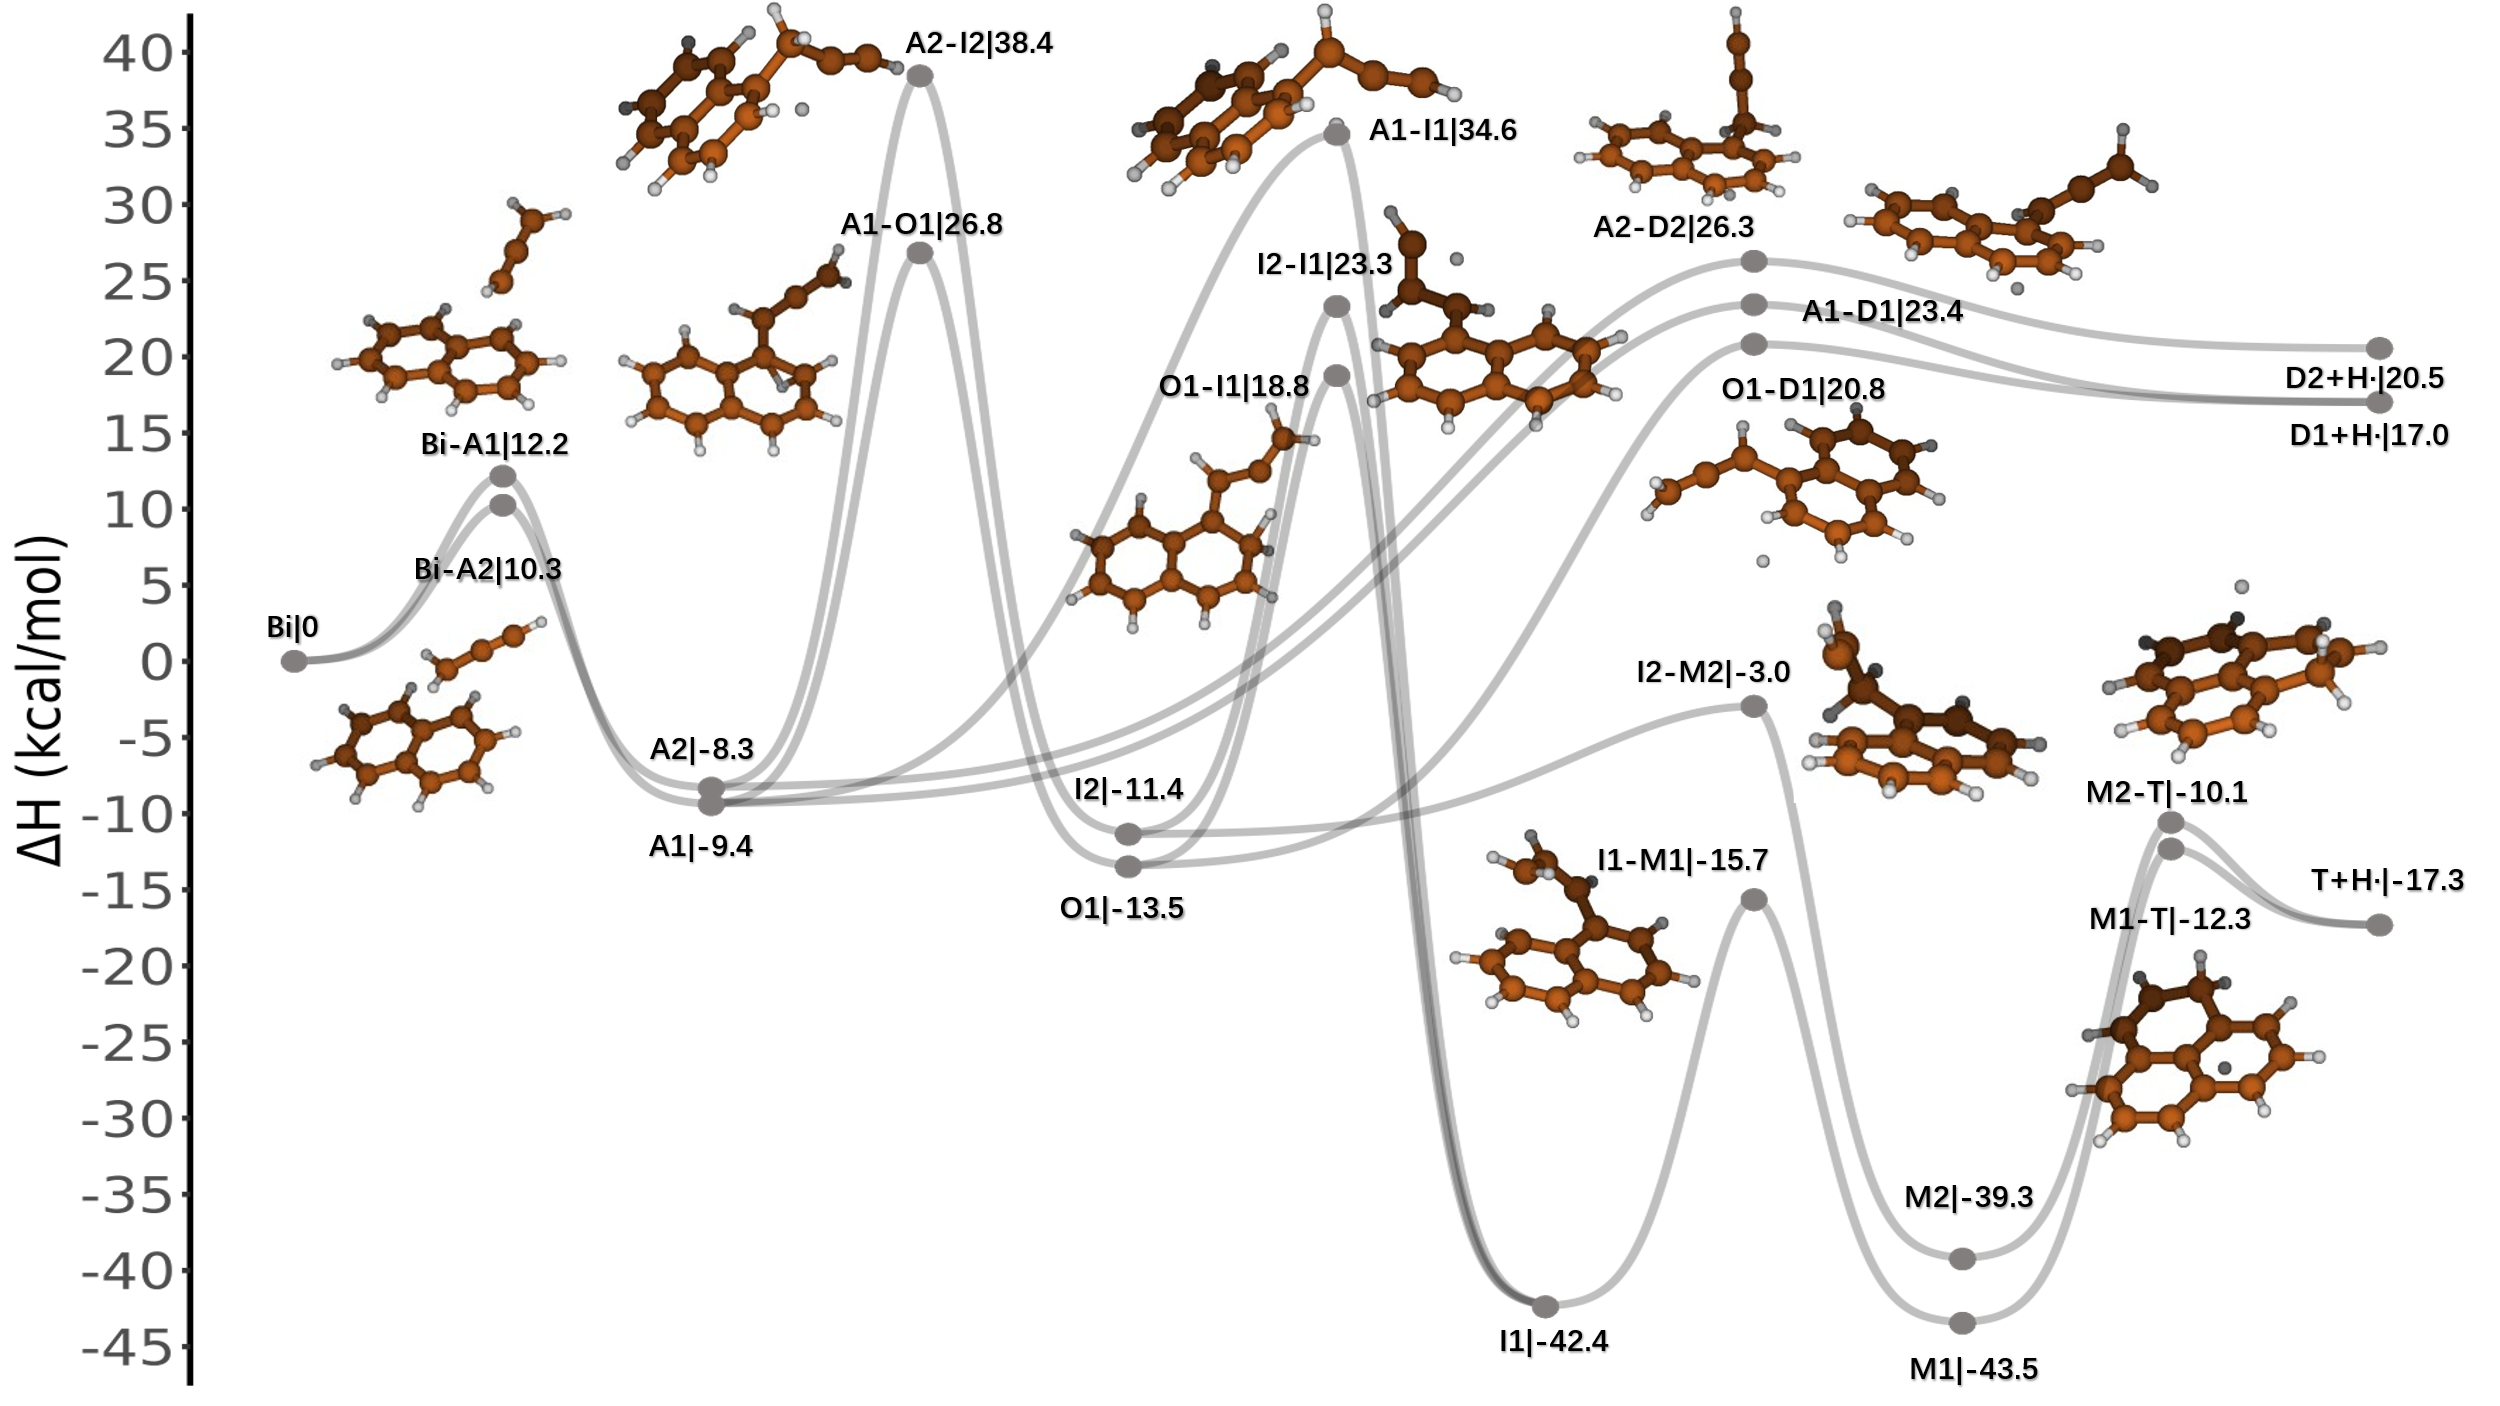 ΔH (kcal/mol)
40
35
30
25
20
15
10
5
0
-5
-10
-15
-20
-25
-30
-35
-40
-45
Bi|0
Bi-A1|12.2
Bi-A2|10.3
A2|-8.3
A1|-9.4
A2-I2|38.4
A1-O1|26.8
I2|-11.4
O1|-13.5
A1-I1|34.6
I2-I1|23.3
O1-I1|18.8
I1|-42.4
A2-D2|26.3
A1-D1|23.4
O1-D1|20.8
I2-M2|-3.0
I1-M1|-15.7
M2|-39.3
M1|-43.5
M2-T|-10.1
M1-T|-12.3
D2+H·|20.5
D1+H·|17.0
T+H·|-17.3